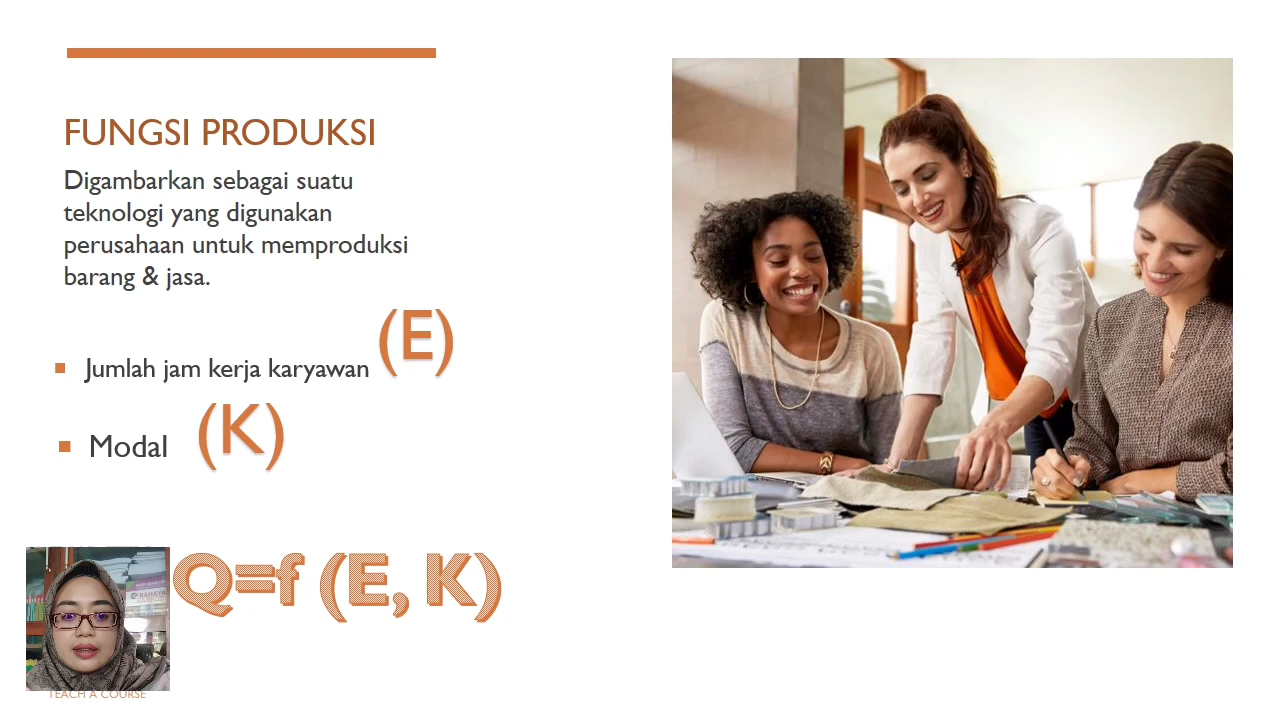 FUNGSI PRODUKSI
Digambarkan sebagai suatu
teknologi yang digunakan
perusahaan untuk memproduksi
barang & jasa.
Jumlah jam kerja karyawan (E)
Modal (K)
Q=f (E, K)
BAHAYA
TEACH A COURSE